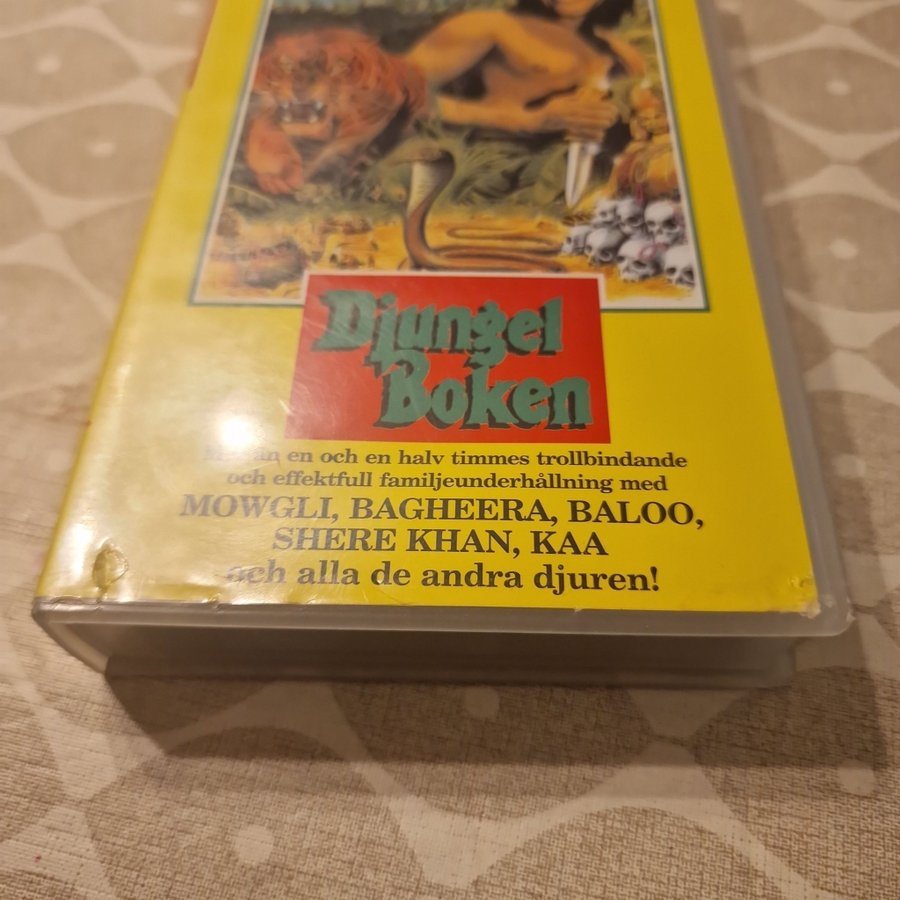 Djungel
Boken
en och en halv timmes trollbindande
och effektfull familjeunderhållning med
MOWGLI, BAGHEERA, BALOO,
SHERE KHAN, KAA
och alla de andra djuren!